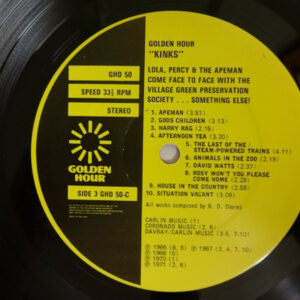 GHD 50
SPEED 33⅓ RPM
STEREO
GOLDEN HOUR
SIDE 3 GHD 50-C
GOLDEN HOUR
"KINKS"
LOLA, PERCY & THE APEMAN
COME FACE TO FACE WITH THE
VILLAGE GREEN PRESERVATION
SOCIETY . . . SOMETHING ELSE!
1. APEMAN (3.51)
2. GODS CHILDREN (3.13)
3. HARRY RAG (2.15)
4. AFTERNOON TEA (3.20)
5. THE LAST OF THE
STEAM-POWERED TRAINS (4.11)
6. ANIMALS IN THE ZOO (2.19)
7. DAVID WATTS (2.37)
8. ROSY WON'T YOU PLEASE
COME HOME (2.29)
9. HOUSE IN THE COUNTRY (2.58)
10. SITUATION VACANT (3.19)
All works composed by R. D. Davies
CARLIN MUSIC (1)
CORONADO MUSIC (2, 6)
DAVRAY/CARLIN MUSIC (3-5, 7-10)
℗ 1966 (8, 9) ℗ 1967 (3, 4, 7, 10)
℗ 1968 (5)
℗ 1970 (1)
℗ 1971 (2, 6)